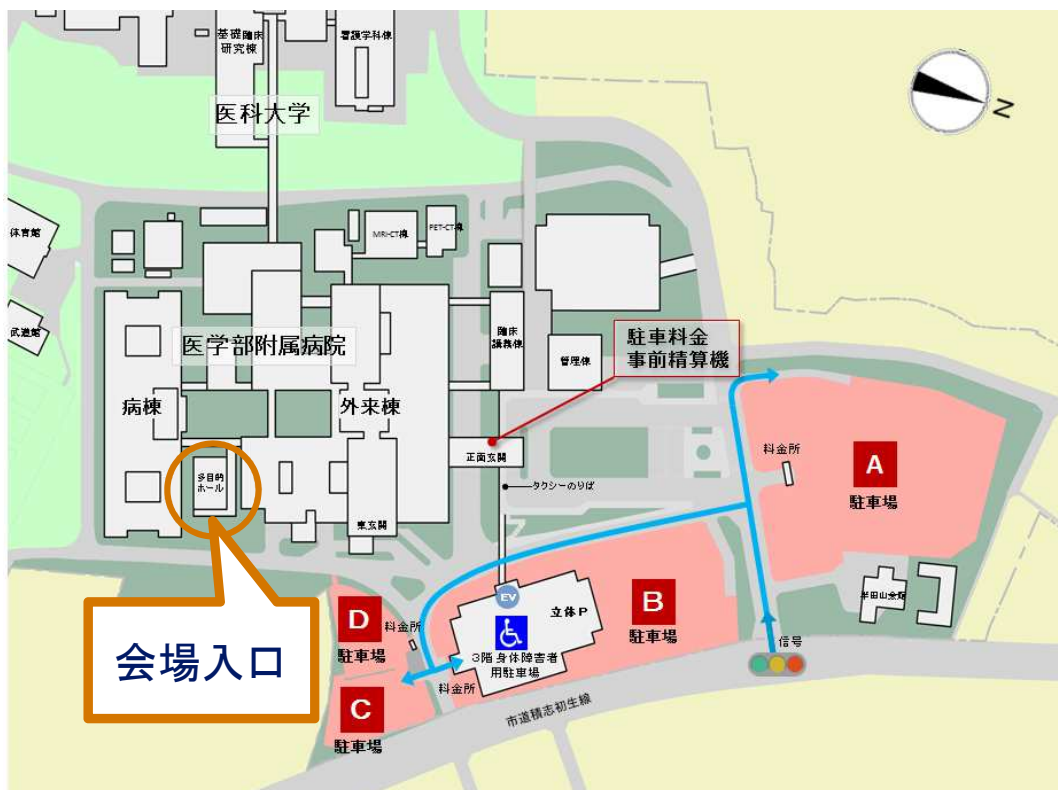 基礎臨床
研究棟
看護学科棟
医科大学
N
体育館
MRI-CT棟
PET-CT棟
武道館
医学部附属病院
臨床
講義棟
管理棟
駐車料金
事前精算機
病棟
外来棟
正面玄関
料金所
A
駐車場
多目的
ホール
タクシーのりば
東玄関
半田山会館
EV
立体P
B
駐車場
D
駐車場
料金所
3階 身体障害者
用駐車場
信号
会場入口
料金所
C
駐車場
市道積志初生線